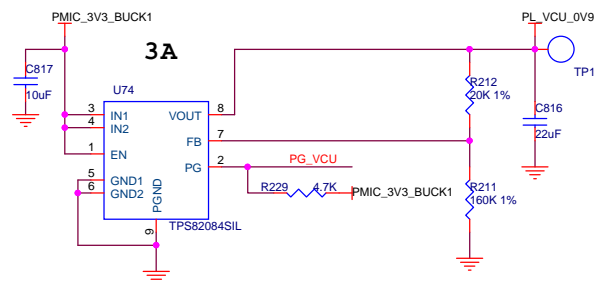 PMIC_3V3_BUCK1
PL_VCU_0V9
3A
C817
10uF
U74
TP1
3 IN1
4 IN2
1 EN
5 GND1
6 GND2
PGND
9
VOUT 8
FB 7
PG 2
TPS82084SIL
R212
20K 1%
C816
22uF
PG_VCU
R229 4.7K
PMIC_3V3_BUCK1
R211
160K 1%